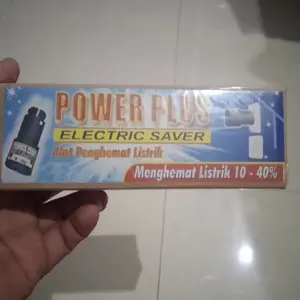 POWER PLUS
ELECTRIC SAVER
Alat Penghemat Listrik
Menghemat Listrik 10 - 40%